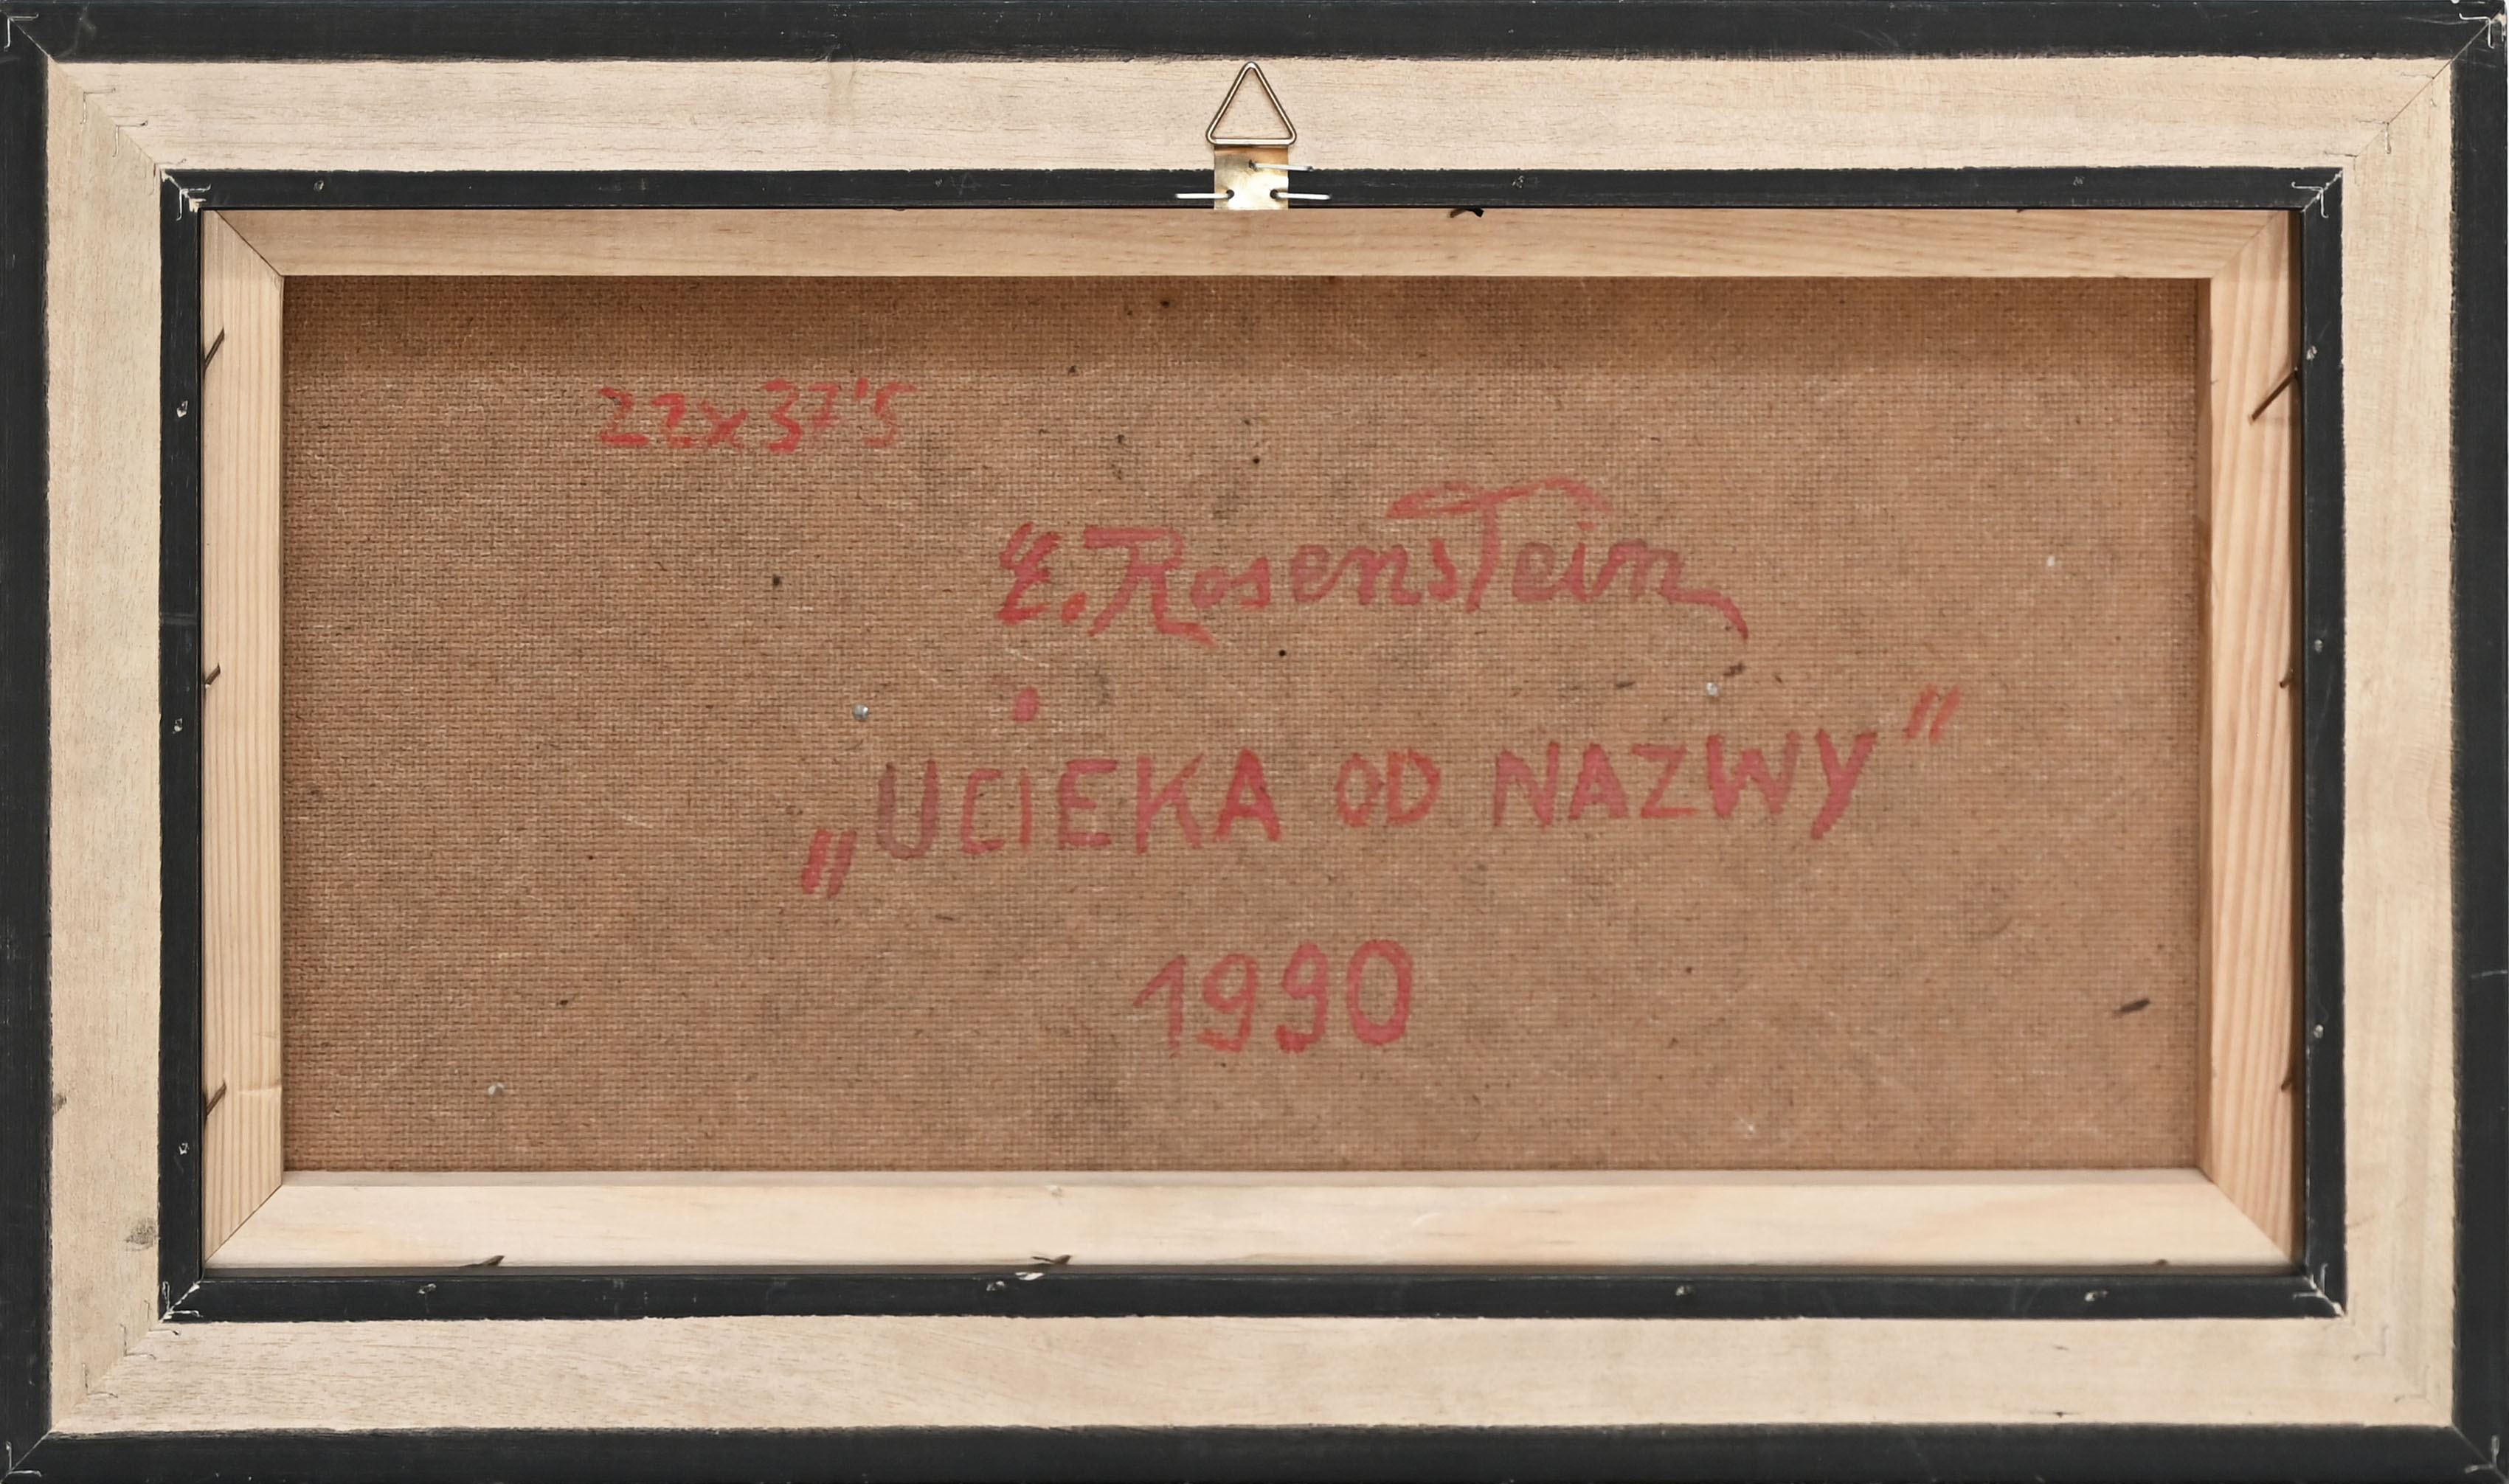 22x37'5
E. Rosenstein
„UCIEKA OD NAZWY"
1990